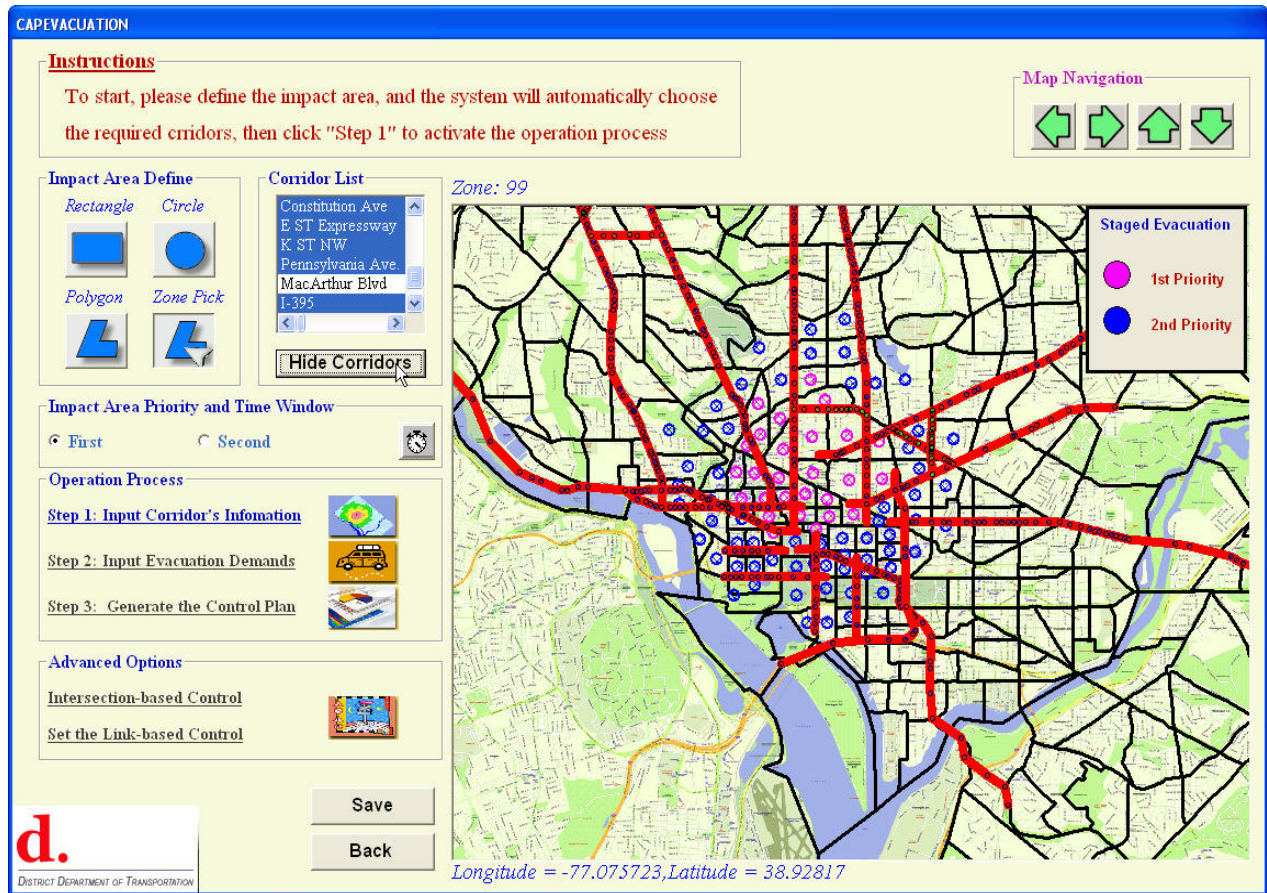 CAPEVACUATION
Instructions
To start, please define the impact area, and the system will automatically choose
the required crridors, then click "Step 1" to activate the operation process
Map Navigation
Impact Area Define
Rectangle Circle
Polygon Zone Pick
Corridor List
Constitution Ave
E ST Expressway
K ST NW
Pennsylvania Ave.
MacArthur Blvd
I-395
Hide Corridors
Impact Area Priority and Time Window
First Second
Operation Process
Step 1: Input Corridor's Infomation
Step 2: Input Evacuation Demands
Step 3: Generate the Control Plan
Advanced Options
Intersection-based Control
Set the Link-based Control
Save
Back
d.
DISTRICT DEPARTMENT OF TRANSPORTATION
Zone: 99
Staged Evacuation
1st Priority
2nd Priority
Longitude = -77.075723,Latitude = 38.92817